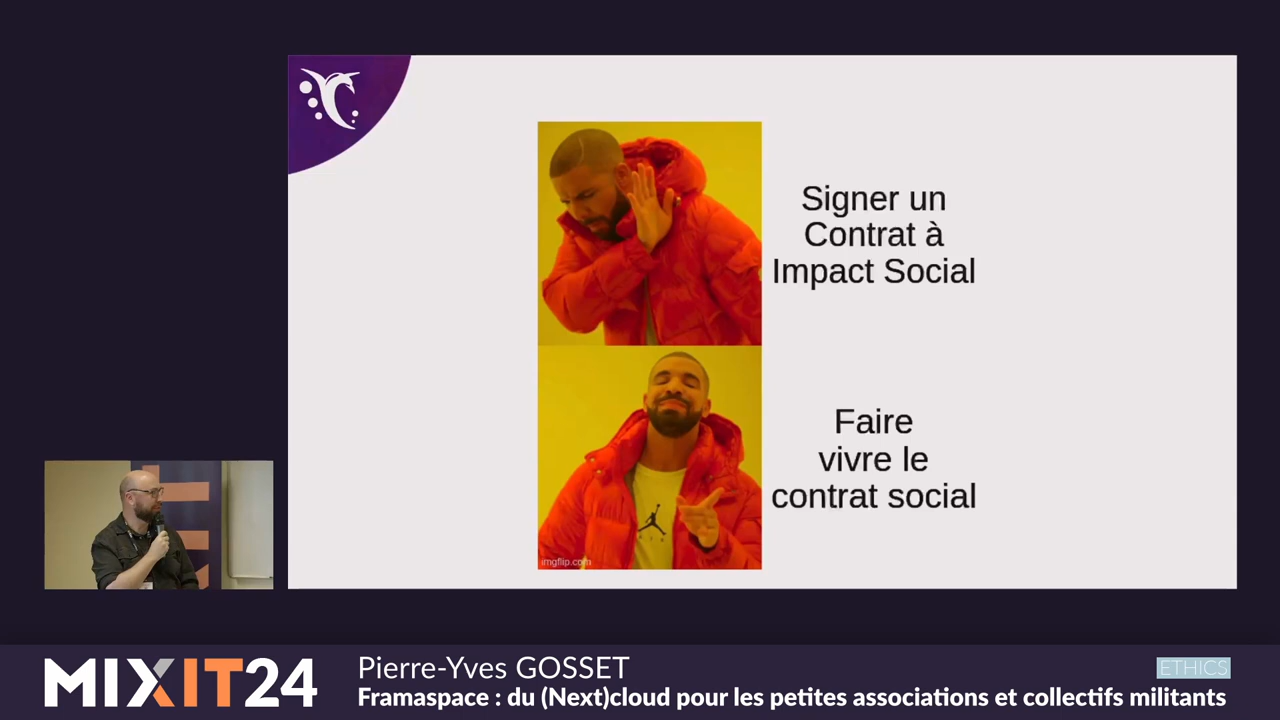 Signer un
Contrat à
Impact Social
Faire
vivre le
contrat social
imgflip.com
MIXIT24
Pierre-Yves GOSSET
ETHICS
Framaspace : du (Next)cloud pour les petites associations et collectifs militants